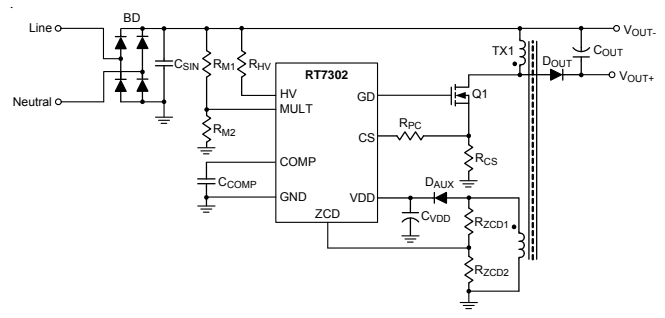 BD
Line
Neutral
CSIN
RM1
RHV
RM2
RT7302
HV
MULT
COMP
GND
ZCD
GD
CS
VDD
CCOMP
RPC
Q1
RCS
DAUX
CVDD
RZCD1
RZCD2
TX1
DOUT
COUT
VOUT-
VOUT+